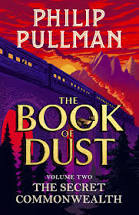 PHILIP
PULLMAN
THE
BOOK OF
DUST
VOLUME TWO
THE SECRET
COMMONWEALTH